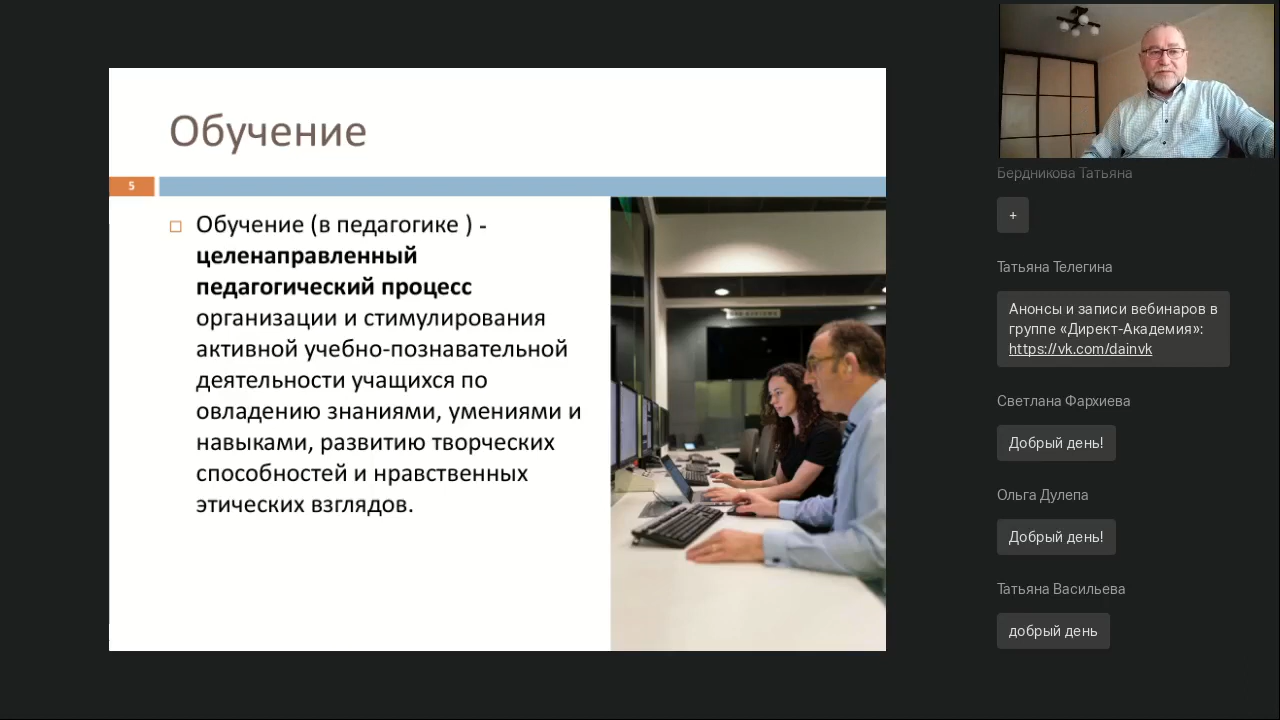 Обучение
5
Обучение (в педагогике ) -
целенаправленный
педагогический процесс
организации и стимулирования
активной учебно-познавательной
деятельности учащихся по
овладению знаниями, умениями и
навыками, развитию творческих
способностей и нравственных
этических взглядов.
Бердникова Татьяна
+
Татьяна Телегина
Анонсы и записи вебинаров в
группе «Директ-Академия»:
https://vk.com/dainvk
Светлана Фархиева
Добрый день!
Ольга Дулепа
Добрый день!
Татьяна Васильева
добрый день